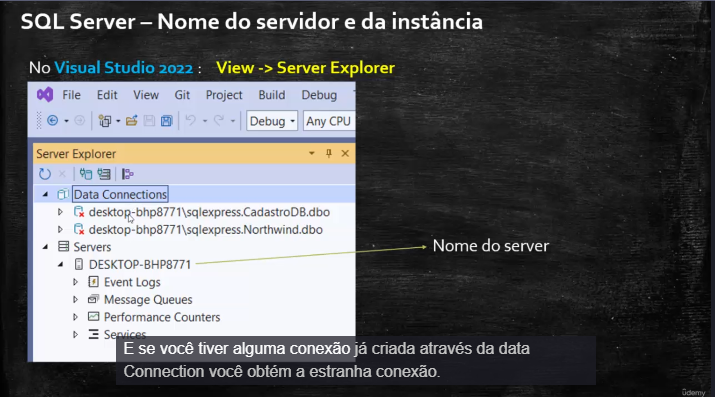 SQL Server – Nome do servidor e da instância
No Visual Studio 2022 : View -> Server Explorer
File Edit View Git Project Build Debug
Debug Any CPU
Server Explorer
Data Connections
desktop-bhp8771\sqlexpress.CadastroDB.dbo
desktop-bhp8771\sqlexpress.Northwind.dbo
Servers
DESKTOP-BHP8771
Nome do server
Event Logs
Message Queues
Performance Counters
Services
E se você tiver alguma conexão já criada através da data
Connection você obtém a estranha conexão.
ûdemy